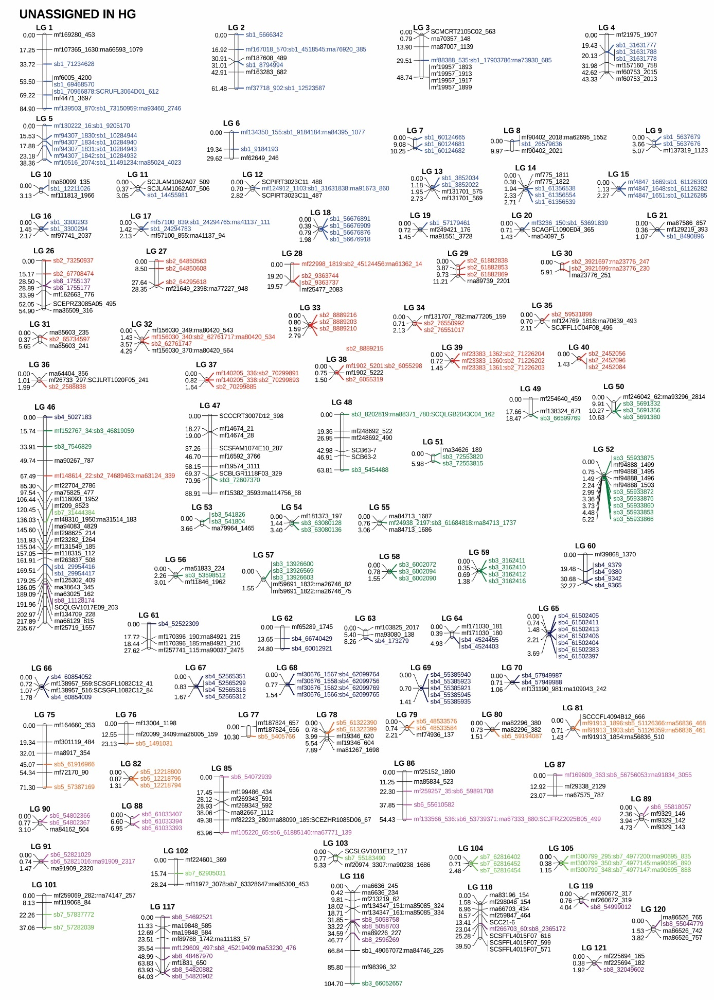 UNASSIGNED IN HG
LG 1
0.00 mf169280_453
17.25 mf107365_1630:rna66593_1079
33.72 sb1_71234628
mf6005_4200
53.50 sb1_69468570
sb1_70966878:SCRUFL3064D01_612
69.22 mf4471_3697
84.90 mf139503_870:sb1_73150959:rna93460_2746
LG 2
0.00 sb1_5666342
16.92 mf167018_570:sb1_4518545:rna76920_385
30.91 mf187608_489
31.01 sb1_8794994
42.91 mf163283_682
61.48 mf37718_902:sb1_12523587
LG 3
0.00 SCMCRT2105C02_563
0.79 rna70357_148
13.90 rna87007_1139
29.51 mf88388_535:sb1_17903786:rna73930_685
mf19957_1893
mf19957_1913
48.74 mf19957_1917
mf19957_1899
LG 4
0.00 mf21975_1907
19.43 sb1_31631777
sb1_31631788
20.13 sb1_31631778
31.98 mf157160_758
42.62 mf60753_2015
43.33 mf60753_2013
LG 5
0.00 mf130222_16:sb1_9205170
15.53 mf94307_1830:sb1_10284944
mf94307_1834:sb1_10284940
17.88 mf94307_1831:sb1_10284943
23.18 mf94307_1842:sb1_10284932
38.36 mf10516_2074:sb1_11491234:rna85024_4023
LG 6
0.00 mf134350_155:sb1_9184184:rna84395_1077
19.34 sb1_9184193
29.62 mf62649_246
LG 7
0.00 sb1_60124665
9.08 sb1_60124681
10.25 sb1_60124682
LG 8
mf90402_2018:rna62695_1552
0.00 sb1_26579636
9.97 mf90402_2021
LG 9
0.00 sb1_5637679
3.66 sb1_5637676
5.07 mf137319_1123
LG 10
rna80099_135
0.00 sb1_12211026
3.13 mf111813_1966
LG 11
0.00 SCJLAM1062A07_509
0.37 SCJLAM1062A07_506
3.05 sb1_14455981
LG 12
0.00 SCPIRT3023C11_488
0.70 mf124912_1103:sb1_31631838:rna91673_860
2.82 SCPIRT3023C11_487
LG 13
0.00 sb1_3852034
1.18 sb1_3852022
1.95 mf131701_575
2.73 mf131701_569
LG 14
0.00 mf775_1811
0.38 mf775_1822
1.94 sb1_61356538
2.33 sb1_61356554
2.71 sb1_61356539
LG 15
0.00 mf4847_1669:sb1_61126303
1.13 mf4847_1648:sb1_61126282
2.27 mf4847_1651:sb1_61126285
LG 16
0.00 sb1_3300293
1.45 sb1_3300294
2.17 mf97741_2037
LG 17
0.00 mf57100_839:sb1_24294765:rna41137_111
1.42 sb1_24294783
2.13 mf57100_855:rna41137_94
LG 18
0.00 sb1_56676891
0.39 sb1_56676909
0.79 sb1_56676876
1.98 sb1_56676918
LG 19
0.00 sb1_57179461
0.72 mf249421_176
1.45 rna91551_3728
LG 20
0.00 mf3236_150:sb1_53691839
0.71 SCAGFL1090E04_365
1.43 rna54097_5
LG 21
0.00 rna87586_857
0.36 mf129219_393
1.07 sb1_8490896
LG 26
0.00 sb2_73250937
15.17 sb2_67708474
28.50 sb8_1755137
28.89 sb8_1755177
33.99 mf162663_776
52.05 SCEPRZ3085A05_495
54.90 rna36509_316
LG 27
0.00 sb2_64850563
8.50 sb2_64850608
27.64 sb2_64295618
28.35 mf21649_2398:rna77227_948
LG 28
0.00 mf22998_1819:sb2_45124456:rna61362_14
19.20 sb2_9363744
sb2_9363737
19.57 mf25477_2083
LG 29
0.00 sb2_61882838
3.87 sb2_61882853
9.73 sb2_61882869
11.21 rna89739_2201
LG 30
0.00 sb2_3921697:rna23776_247
sb2_3921699:rna23776_230
5.91 rna23776_251
LG 31
0.00 rna85603_235
0.37 sb2_65734597
5.65 rna85603_241
LG 32
0.00 mf156030_349:rna80420_543
1.43 mf156030_340:sb2_62761717:rna80420_534
3.57 sb2_62761747
4.29 mf156030_370:rna80420_564
LG 33
0.00 sb2_8889216
0.80 sb2_8889203
1.59 sb2_8889210
2.79
sb2_8889215
LG 34
0.00 mf131707_782:rna77205_159
0.71 sb2_76550992
2.13 sb2_76551017
LG 35
0.00 sb2_59531899
0.70 mf124769_1818:rna70639_493
2.11 SCJFFL1C04F08_496
LG 36
0.00 rna64404_356
1.01 mf26733_297:SCJLRT1020F05_241
1.99 sb2_2588838
LG 37
0.00 mf140205_336:sb2_70299891
0.82 mf140205_338:sb2_70299893
1.64 sb2_70299885
LG 38
0.00 mf1902_5201:sb2_6055298
0.75 mf1902_5222
1.50 sb2_6055319
LG 39
0.00 mf23383_1362:sb2_71226204
0.72 mf23383_1360:sb2_71226202
1.45 mf23383_1361:sb2_71226203
LG 40
0.00 sb2_2452056
sb2_2452096
1.43 sb2_2452084
LG 46
0.00 sb4_5027183
15.74 mf152767_34:sb3_46819059
33.91 sb3_7546829
49.74 rna90267_787
67.49 mf148614_22:sb2_74689463:rna63124_339
85.30 mf22704_2786
97.54 rna75825_477
106.44 mf116093_1952
mf209_8523
120.45 sb7_31444384
136.03 mf48310_1950:rna31514_183
rna94083_4829
145.60 mf298625_214
151.93 mf23282_1264
155.04 mf131549_185
157.05 mf118315_112
161.91 mf263837_508
sb1_29954416
169.51 sb1_29954417
179.25 mf125302_409
186.05 rna38643_345
189.09 rna63025_162
sb8_11128174
191.96 SCQLGV1017E09_203
202.97 mf134709_228
217.89 rna66129_815
235.67 mf25719_1557
LG 47
0.00 SCCCRT3007D12_398
18.27 mf14674_21
19.00 mf14674_28
37.26 SCSFAM1074E10_287
46.70 mf16592_3766
58.15 mf19574_3111
69.37 SCBLGR1118F03_329
70.96 sb3_72607370
88.91 mf15382_3593:rna114756_68
LG 48
0.00 sb3_8202819:rna88371_780:SCQLGB2043C04_162
19.36 mf248692_522
26.95 mf248692_490
42.98 SCB63-7
46.91 SCB63-2
63.81 sb3_5454488
LG 49
0.00 mf254640_459
17.66 mf138324_671
18.47 sb3_66599769
LG 50
0.00 mf246042_62:rna93296_2814
9.91 sb3_5691332
10.27 sb3_5691356
10.63 sb3_5691380
LG 51
rna34626_189
0.00 sb3_72553820
5.98 sb3_72553815
LG 52
sb3_55933875
0.00 mf94888_1499
0.75 mf94888_1495
1.49 mf94888_1496
2.24 mf94888_1503
2.99 sb3_55933872
3.36 sb3_55933876
3.73 sb3_55933860
4.48 sb3_55933853
5.22 sb3_55933866
LG 53
sb3_541826
0.00 sb3_541804
3.66 rna79964_1465
LG 54
0.00 mf181373_197
1.44 sb3_63080128
3.40 sb3_63080136
LG 55
0.00 rna84713_1687
0.76 mf24938_2197:sb3_61684818:rna84713_1737
3.06 rna84713_1686
LG 56
0.00 rna51833_224
2.26 sb3_53598512
3.01 mf11846_1962
LG 57
sb3_13926600
0.00 sb3_13926569
sb3_13926603
mf59691_1832:rna26746_82
1.55 mf59691_1822:rna26746_75
LG 58
0.00 sb3_6002072
0.78 sb3_6002094
1.55 sb3_6002090
LG 59
0.00 sb3_3162411
0.35 sb3_3162410
0.69 sb3_3162412
1.38 sb3_3162416
LG 60
0.00 mf39868_1370
sb4_9379
19.48 sb4_9380
30.68 sb4_9342
32.27 sb4_9365
LG 61
0.00 sb4_52522309
17.72 mf170396_190:rna84921_215
18.44 mf170396_185:rna84921_210
27.62 mf257741_115:rna90037_2475
LG 62
0.00 mf65289_1745
13.65 sb4_66740429
24.80 sb4_60012921
LG 63
0.00 mf103825_2017
5.40 rna93080_138
8.26 sb4_173279
LG 64
0.00 mf171030_181
0.39 mf171030_180
sb4_4524455
4.93 sb4_4524403
LG 65
0.00 sb4_61502405
0.74 sb4_61502411
1.48 sb4_61502413
sb4_61502406
2.21 sb4_61502404
sb4_61502383
3.69 sb4_61502397
LG 66
0.00 sb4_60854052
0.72 mf138957_559:SCSGFL1082C12_41
1.07 mf138957_516:SCSGFL1082C12_84
1.78 sb4_60854009
LG 67
0.00 sb4_52565351
sb4_52565299
0.83 sb4_52565316
1.67 sb4_52565312
LG 68
0.00 mf30676_1567:sb4_62099764
mf30676_1558:sb4_62099756
0.77 mf30676_1562:sb4_62099769
1.54 mf30676_1566:sb4_62099765
LG 69
0.00 sb4_55385940
sb4_55385923
0.70 sb4_55385921
sb4_55385945
1.41 sb4_55385935
LG 70
0.00 sb4_57949987
0.71 sb4_57949988
1.06 mf131190_981:rna109043_242
LG 75
0.00 mf164660_353
19.34 mf301119_484
32.01 rna8917_354
45.07 sb5_61916966
54.34 mf72170_90
71.30 sb5_57387169
LG 76
0.00 mf13004_1198
12.55 mf20099_3409:rna26005_159
23.13 sb5_1491031
LG 77
mf187824_657
0.00 mf187824_656
10.30 sb5_5405766
LG 78
0.00 sb5_61322390
0.78 sb5_61322399
3.99 mf19346_620
5.54 mf19346_604
7.89 rna81267_1698
LG 79
0.00 sb5_48533576
0.74 sb5_48533584
2.21 mf74936_137
LG 80
0.00 rna82296_380
0.73 rna82296_382
1.51 sb5_59194087
LG 81
SCCCFL4094B12_666
0.00 mf91913_1896:sb5_51126366:rna56836_468
0.71 mf91913_1903:sb5_51126359:rna56836_461
1.43 mf91913_1854:rna56836_510
LG 82
0.00 sb5_12218800
0.87 sb5_12218796
1.31 sb5_12218794
LG 85
0.00 sb6_54072939
17.45 mf199486_434
28.12 mf269343_591
28.93 mf269343_592
38.06 rna82667_1112
49.38 mf82223_280:rna88090_185:SCEZHR1085D06_67
63.96 mf105220_65:sb6_61885140:rna67771_139
LG 86
0.00 mf25152_1890
11.25 rna85834_523
22.30 mf259257_35:sb6_59891708
37.85 sb6_55610582
54.43 mf133566_536:sb6_53739371:rna67333_880:SCJFRZ2025B05_499
LG 87
0.00 mf169609_363:sb6_56756053:rna91834_3055
12.92 mf29338_2129
23.07 rna67575_787
LG 90
0.00 sb6_54802366
0.77 sb6_54802367
3.10 rna84162_504
LG 88
0.00 sb6_61033407
6.60 sb6_61033394
6.95 sb6_61033393
LG 89
0.00 sb6_55818057
2.36 mf9329_146
3.94 mf9329_142
4.73 mf9329_143
LG 91
0.00 sb6_52821029
0.74 sb6_52821016:rna91909_2317
1.47 rna91909_2320
LG 102
0.00 mf224601_369
15.74 sb7_62905031
28.24 mf11972_3078:sb7_63328647:rna85308_453
LG 103
0.00 SCSLGV1011E12_117
0.77 sb7_55183490
5.33 mf20974_3307:rna90238_1686
LG 104
0.00 sb7_62816402
0.71 sb7_62816452
2.48 sb7_62816454
LG 105
0.00 mf300799_295:sb7_4977200:rna90695_835
0.38 mf300799_350:sb7_4977145:rna90695_890
1.15 mf300799_348:sb7_4977147:rna90695_888
LG 101
0.00 mf259069_282:rna74147_257
8.13 mf119068_84
22.26 sb7_57837772
37.06 sb7_57282039
LG 117
0.00 sb8_54692521
11.33 rna19848_585
12.69 rna19848_584
23.51 mf89788_1742:rna11183_57
35.54 mf129609_497:sb8_45219409:rna53230_476
48.99 sb8_48467970
63.83 mf1831_650
63.93 sb8_54820882
64.03 sb8_54820902
LG 116
0.00 rna6636_245
0.42 rna6636_234
9.81 mf213219_62
18.02 mf134347_151:rna85085_324
18.71 mf134347_161:rna85085_334
31.85 sb8_5058758
33.22 sb8_5058703
34.59 rna89226_227
46.77 sb8_2596269
66.84 sb1_49067072:rna84746_225
85.80 mf98396_32
104.70 sb3_66052657
LG 118
0.00 rna83196_154
1.58 mf298048_154
6.96 rna66703_434
8.57 mf259847_464
13.41 SCC21-6
23.04 mf266703_60:sb8_2365172
25.28 SCSFFL4015F07_616
SCSFFL4015F07_599
39.50 SCSFFL4015F07_571
LG 119
0.00 mf260672_317
0.76 mf260672_319
4.04 sb8_54999012
LG 120
rna86526_765
0.00 sb8_55044779
1.53 rna86526_742
3.82 rna86526_757
LG 121
0.00 mf225694_165
0.38 mf225694_182
1.92 sb8_32049602